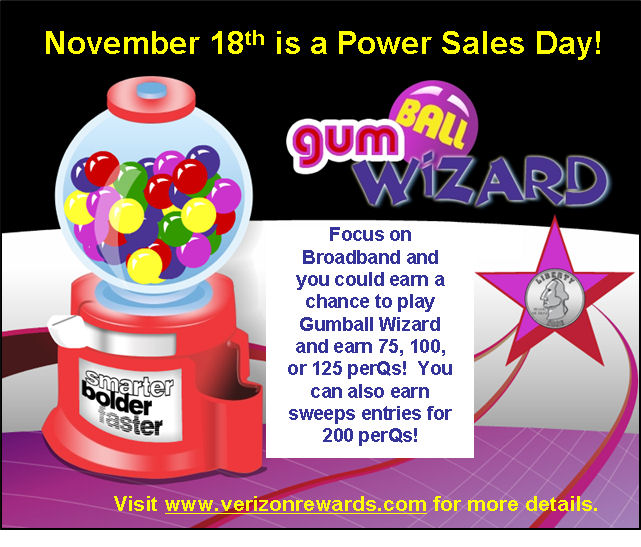 November 18th is a Power Sales Day!
gum BALL
WiZARD
Focus on
Broadband and
you could earn a
chance to play
Gumball Wizard
and earn 75, 100,
or 125 perQs!  You
can also earn
sweeps entries for
200 perQs!
LIBERTY
smarter
bolder
faster
Visit www.verizonrewards.com for more details.